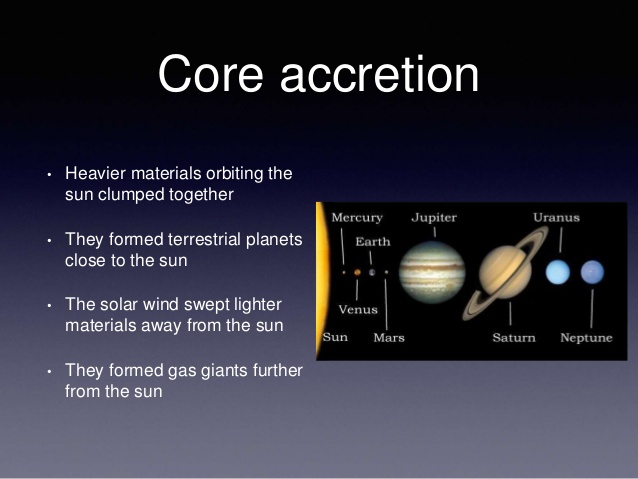 Core accretion
• Heavier materials orbiting the
sun clumped together
• They formed terrestrial planets
close to the sun
• The solar wind swept lighter
materials away from the sun
• They formed gas giants further
from the sun
Mercury Jupiter Uranus
Earth
Venus
Sun Mars Saturn Neptune